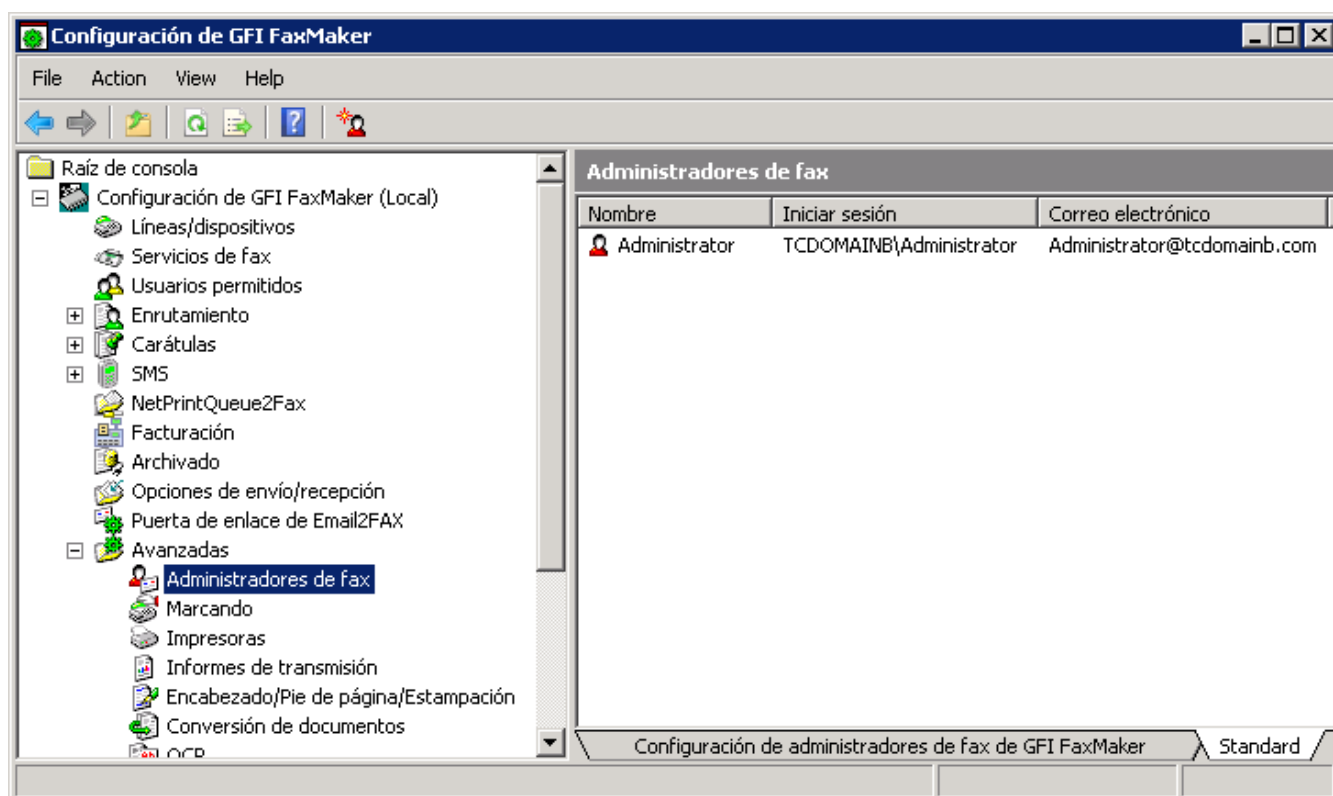 Configuración de GFI FaxMaker
File Action View Help
Raíz de consola
Configuración de GFI FaxMaker (Local)
Líneas/dispositivos
Servicios de fax
Usuarios permitidos
Enrutamiento
Carátulas
SMS
NetPrintQueue2Fax
Facturación
Archivado
Opciones de envío/recepción
Puerta de enlace de Email2FAX
Avanzadas
Administradores de fax
Marcando
Impresoras
Informes de transmisión
Encabezado/Pie de página/Estampación
Conversión de documentos
OCR
Administradores de fax
Nombre Iniciar sesión Correo electrónico
Administrator TCDOMAINB\Administrator Administrator@tcdomainb.com
Configuración de administradores de fax de GFI FaxMaker Standard